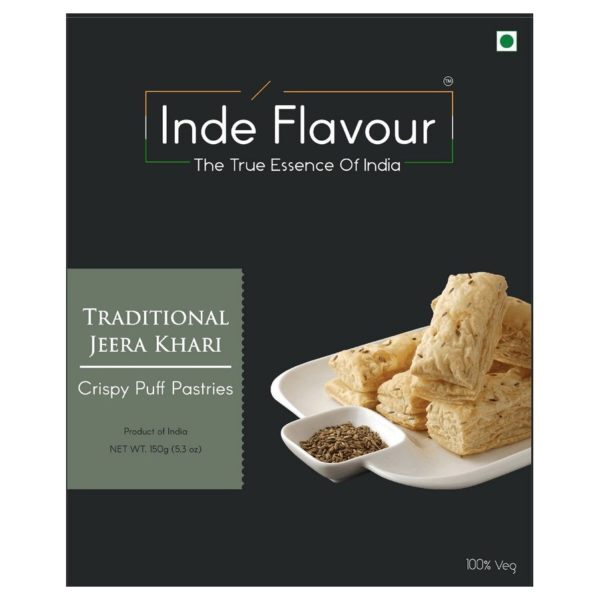 TM
Indé Flavour
The True Essence Of India
TRADITIONAL
JEERA KHARI
Crispy Puff Pastries
Product of India
NET WT. 150g (5.3 oz)
100% Veg